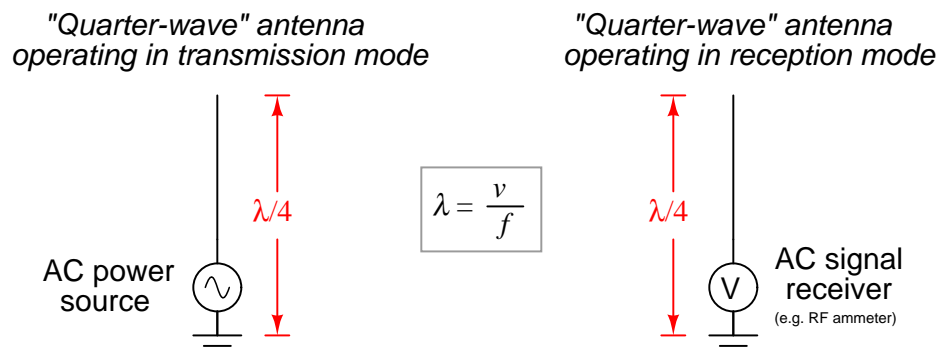 "Quarter-wave" antenna
operating in transmission mode
"Quarter-wave" antenna
operating in reception mode
λ/4
λ = v/f
λ/4
AC power
source
V
AC signal
receiver
(e.g. RF ammeter)